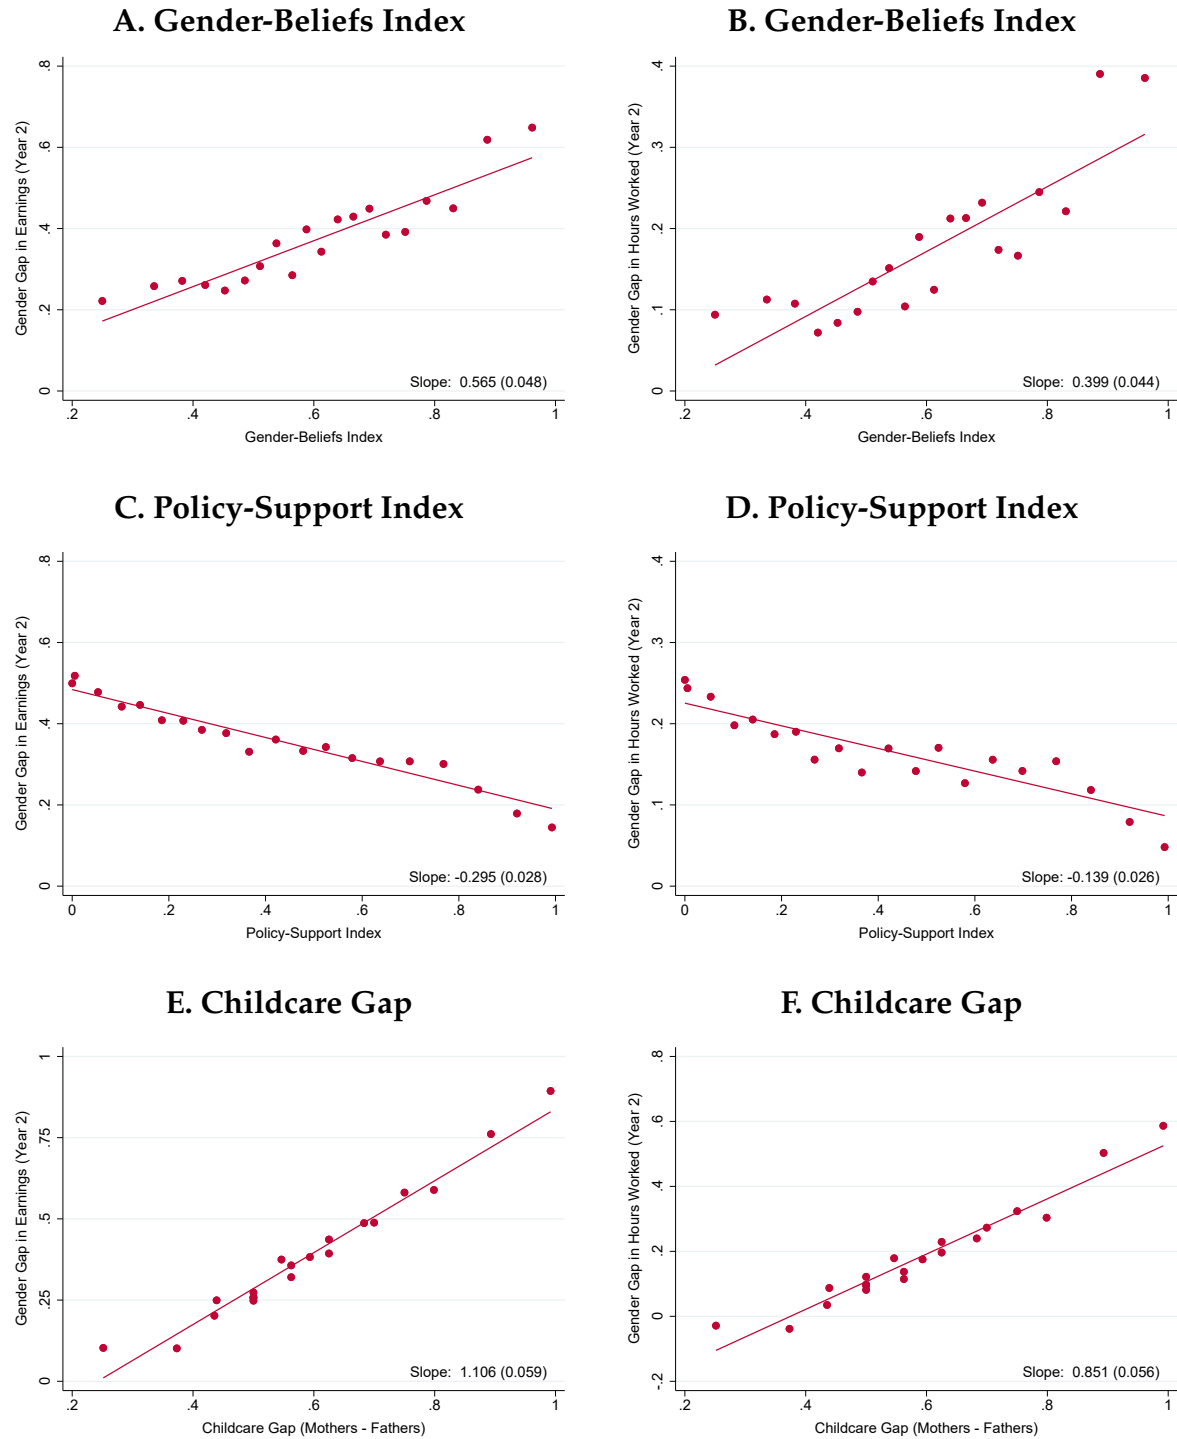 A. Gender-Beliefs Index
Gender Gap in Earnings (Year 2)
.8
.6
.4
.2
0
Slope: 0.565 (0.048)
.2 .4 .6 .8 1
Gender-Beliefs Index
B. Gender-Beliefs Index
Gender Gap in Hours Worked (Year 2)
.4
.3
.2
.1
0
Slope: 0.399 (0.044)
.2 .4 .6 .8 1
Gender-Beliefs Index
C. Policy-Support Index
Gender Gap in Earnings (Year 2)
.8
.6
.4
.2
0
Slope: -0.295 (0.028)
0 .2 .4 .6 .8 1
Policy-Support Index
D. Policy-Support Index
Gender Gap in Hours Worked (Year 2)
.4
.3
.2
.1
0
Slope: -0.139 (0.026)
0 .2 .4 .6 .8 1
Policy-Support Index
E. Childcare Gap
Gender Gap in Earnings (Year 2)
1
.75
.5
.25
0
Slope: 1.106 (0.059)
.2 .4 .6 .8 1
Childcare Gap (Mothers - Fathers)
F. Childcare Gap
Gender Gap in Hours Worked (Year 2)
.8
.6
.4
.2
0
-.2
Slope: 0.851 (0.056)
.2 .4 .6 .8 1
Childcare Gap (Mothers - Fathers)